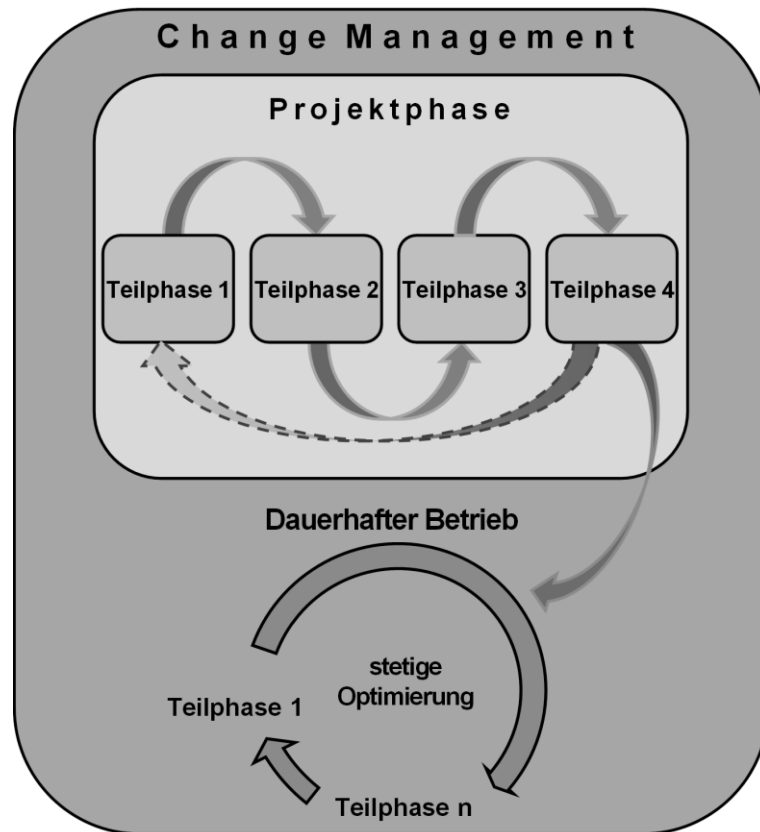 Change Management
Projektphase
Teilphase 1
Teilphase 2
Teilphase 3
Teilphase 4
Dauerhafter Betrieb
stetige
Optimierung
Teilphase 1
Teilphase n